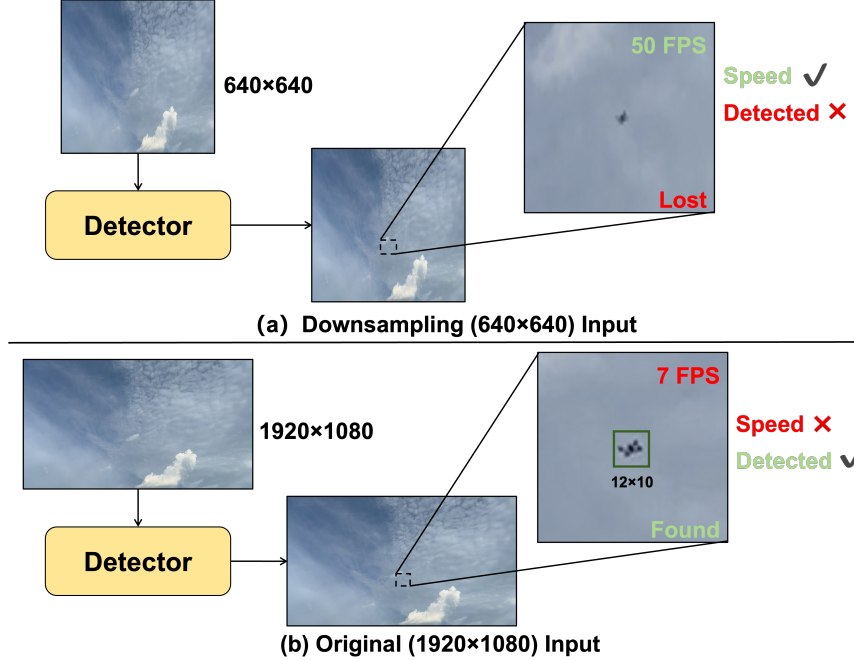 50 FPS
Speed ✓
640×640
Detected ×
Lost
Detector
(a) Downsampling (640×640) Input
7 FPS
1920×1080
Speed ×
Detected ✓
12×10
Found
Detector
(b) Original (1920×1080) Input